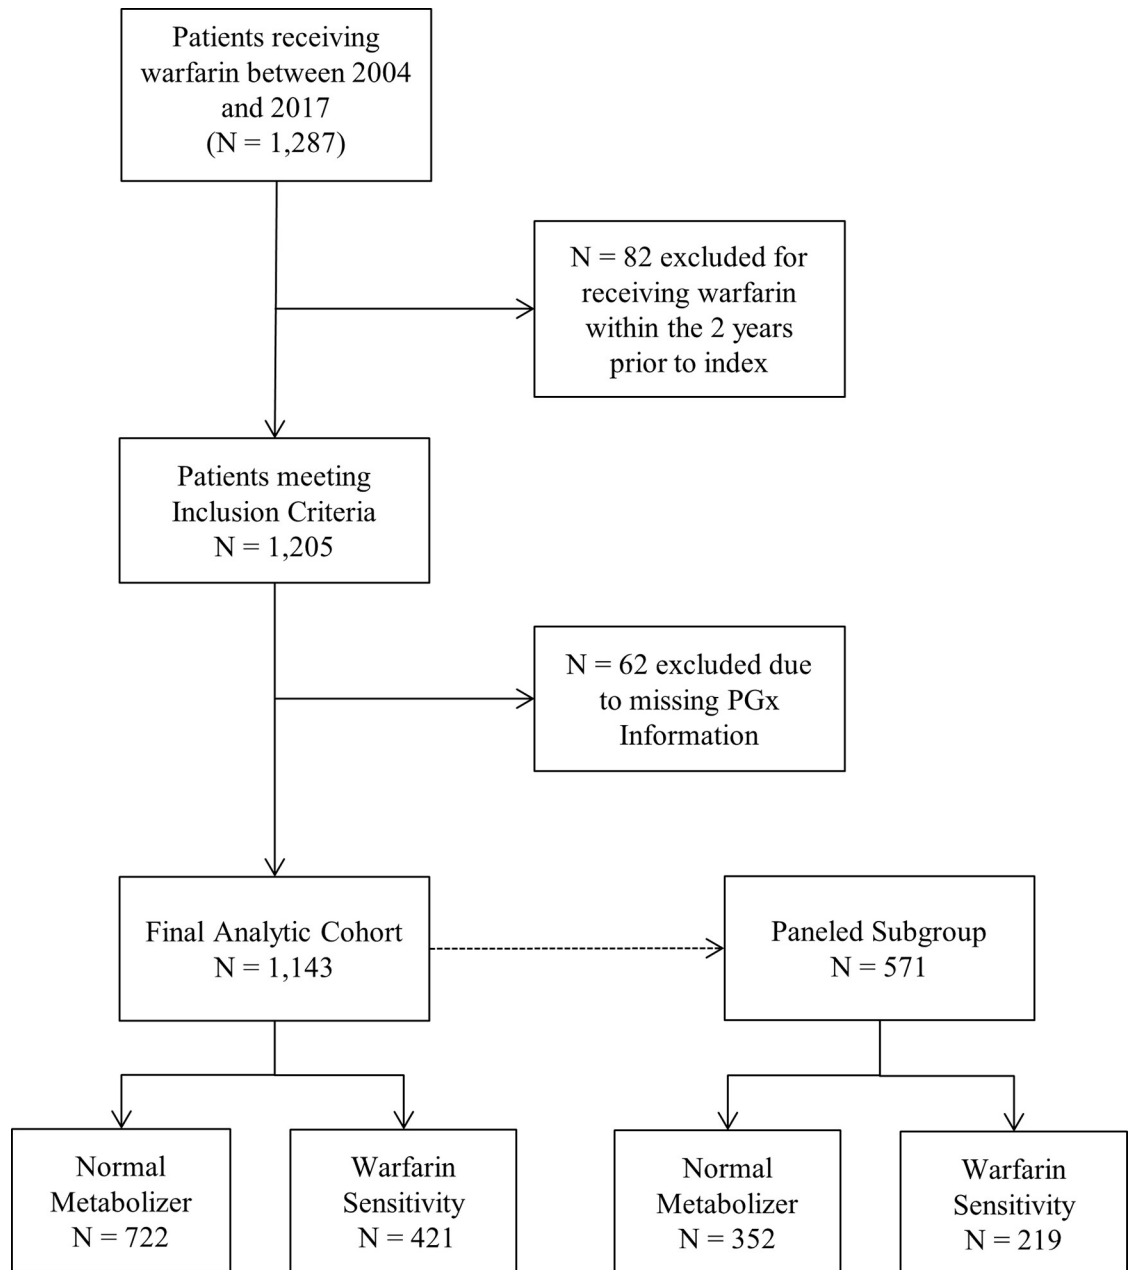 Patients receiving
warfarin between 2004
and 2017
(N = 1,287)
N = 82 excluded for
receiving warfarin
within the 2 years
prior to index
Patients meeting
Inclusion Criteria
N = 1,205
N = 62 excluded due
to missing PGx
Information
Final Analytic Cohort
N = 1,143
Paneled Subgroup
N = 571
Normal
Metabolizer
N = 722
Warfarin
Sensitivity
N = 421
Normal
Metabolizer
N = 352
Warfarin
Sensitivity
N = 219